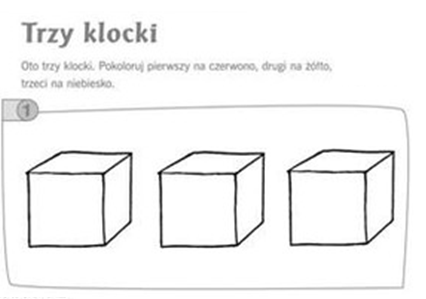 Trzy klocki
Oto trzy klocki. Pokoloruj pierwszy na czerwono, drugi na żółto,
trzeci na niebiesko.
1